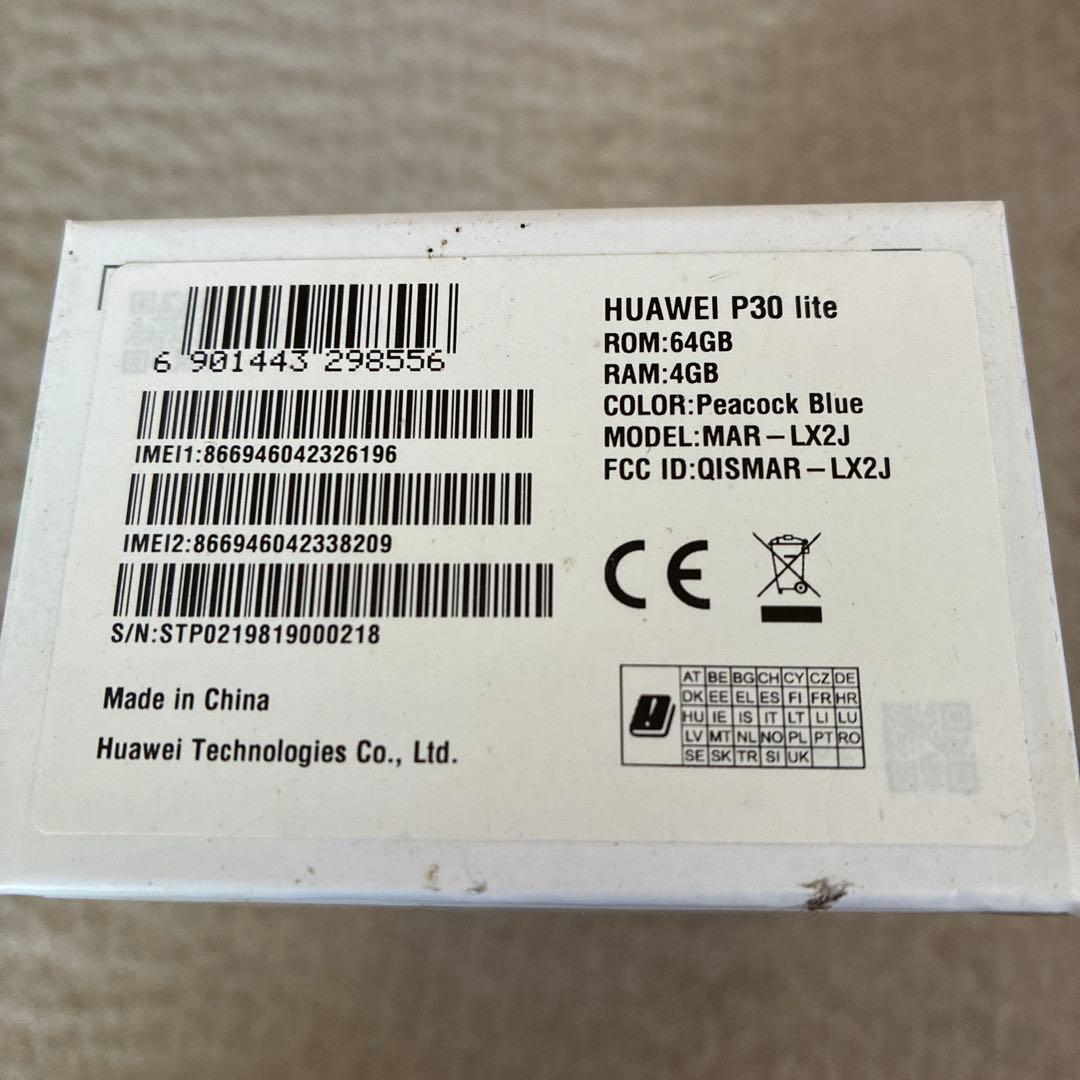 6 901443 298556
IMEI1:866946042326196
IMEI2:866946042338209
S/N:STP0219819000218
Made in China
Huawei Technologies Co., Ltd.
HUAWEI P30 lite
ROM:64GB
RAM:4GB
COLOR:Peacock Blue
MODEL:MAR-LX2J
FCC ID:QISMAR-LX2J
CE
AT BE BG CH CY CZ DE
DK EE EL ES FI FR HR
HU IE IS IT LT LI LU
LV MT NL NO PL PT RO
SE SK TR SI UK